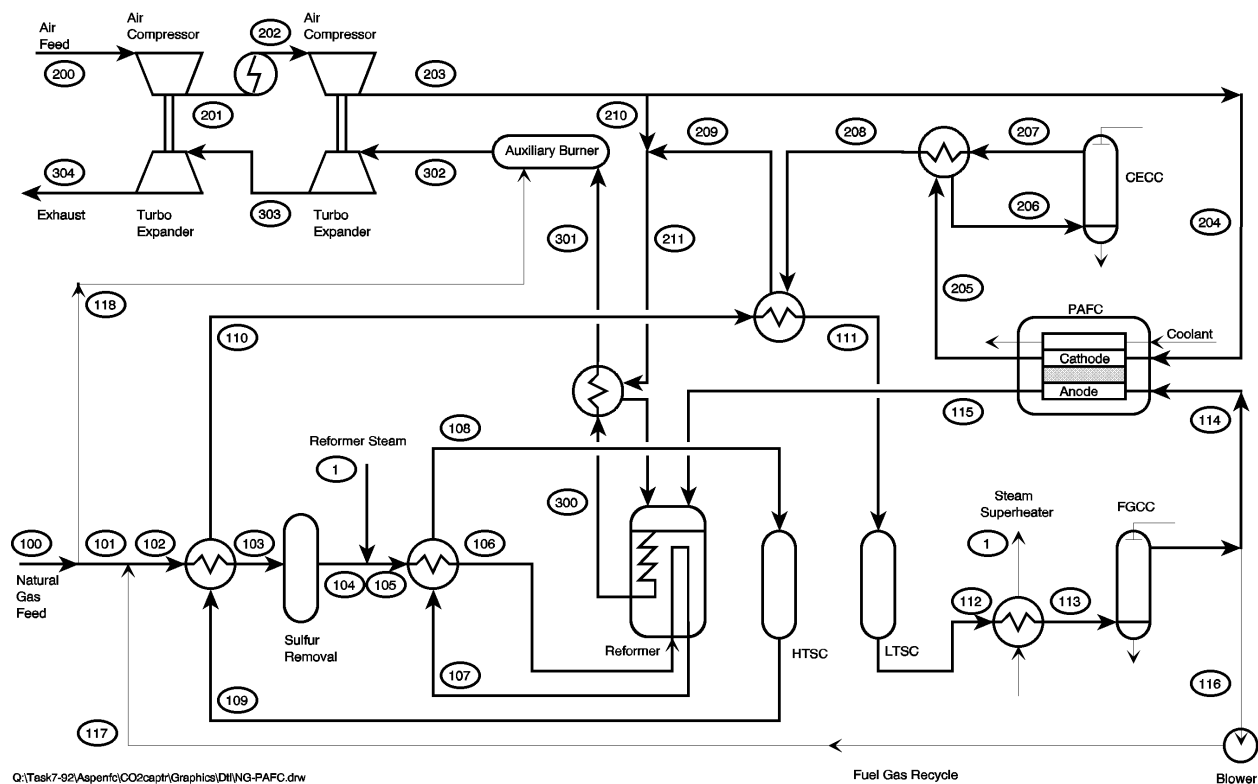 Air
Feed
Air
Compressor
Air
Compressor
200
201
202
203
210
209
208
207
CECC
206
204
Auxiliary Burner
302
304
Exhaust
Turbo
Expander
303
Turbo
Expander
301
211
205
118
110
111
PAFC
Coolant
Cathode
Anode
115
114
108
Reformer Steam
1
300
Steam
Superheater
FGCC
100
101
102
103
106
1
Natural
Gas
Feed
104
105
112
113
Sulfur
Removal
Reformer
HTSC
LTSC
107
109
116
117
Q:\Task7-92\Aspenfc\CO2captr\Graphics\Dtl\NG-PAFC.drw
Fuel Gas Recycle
Blower